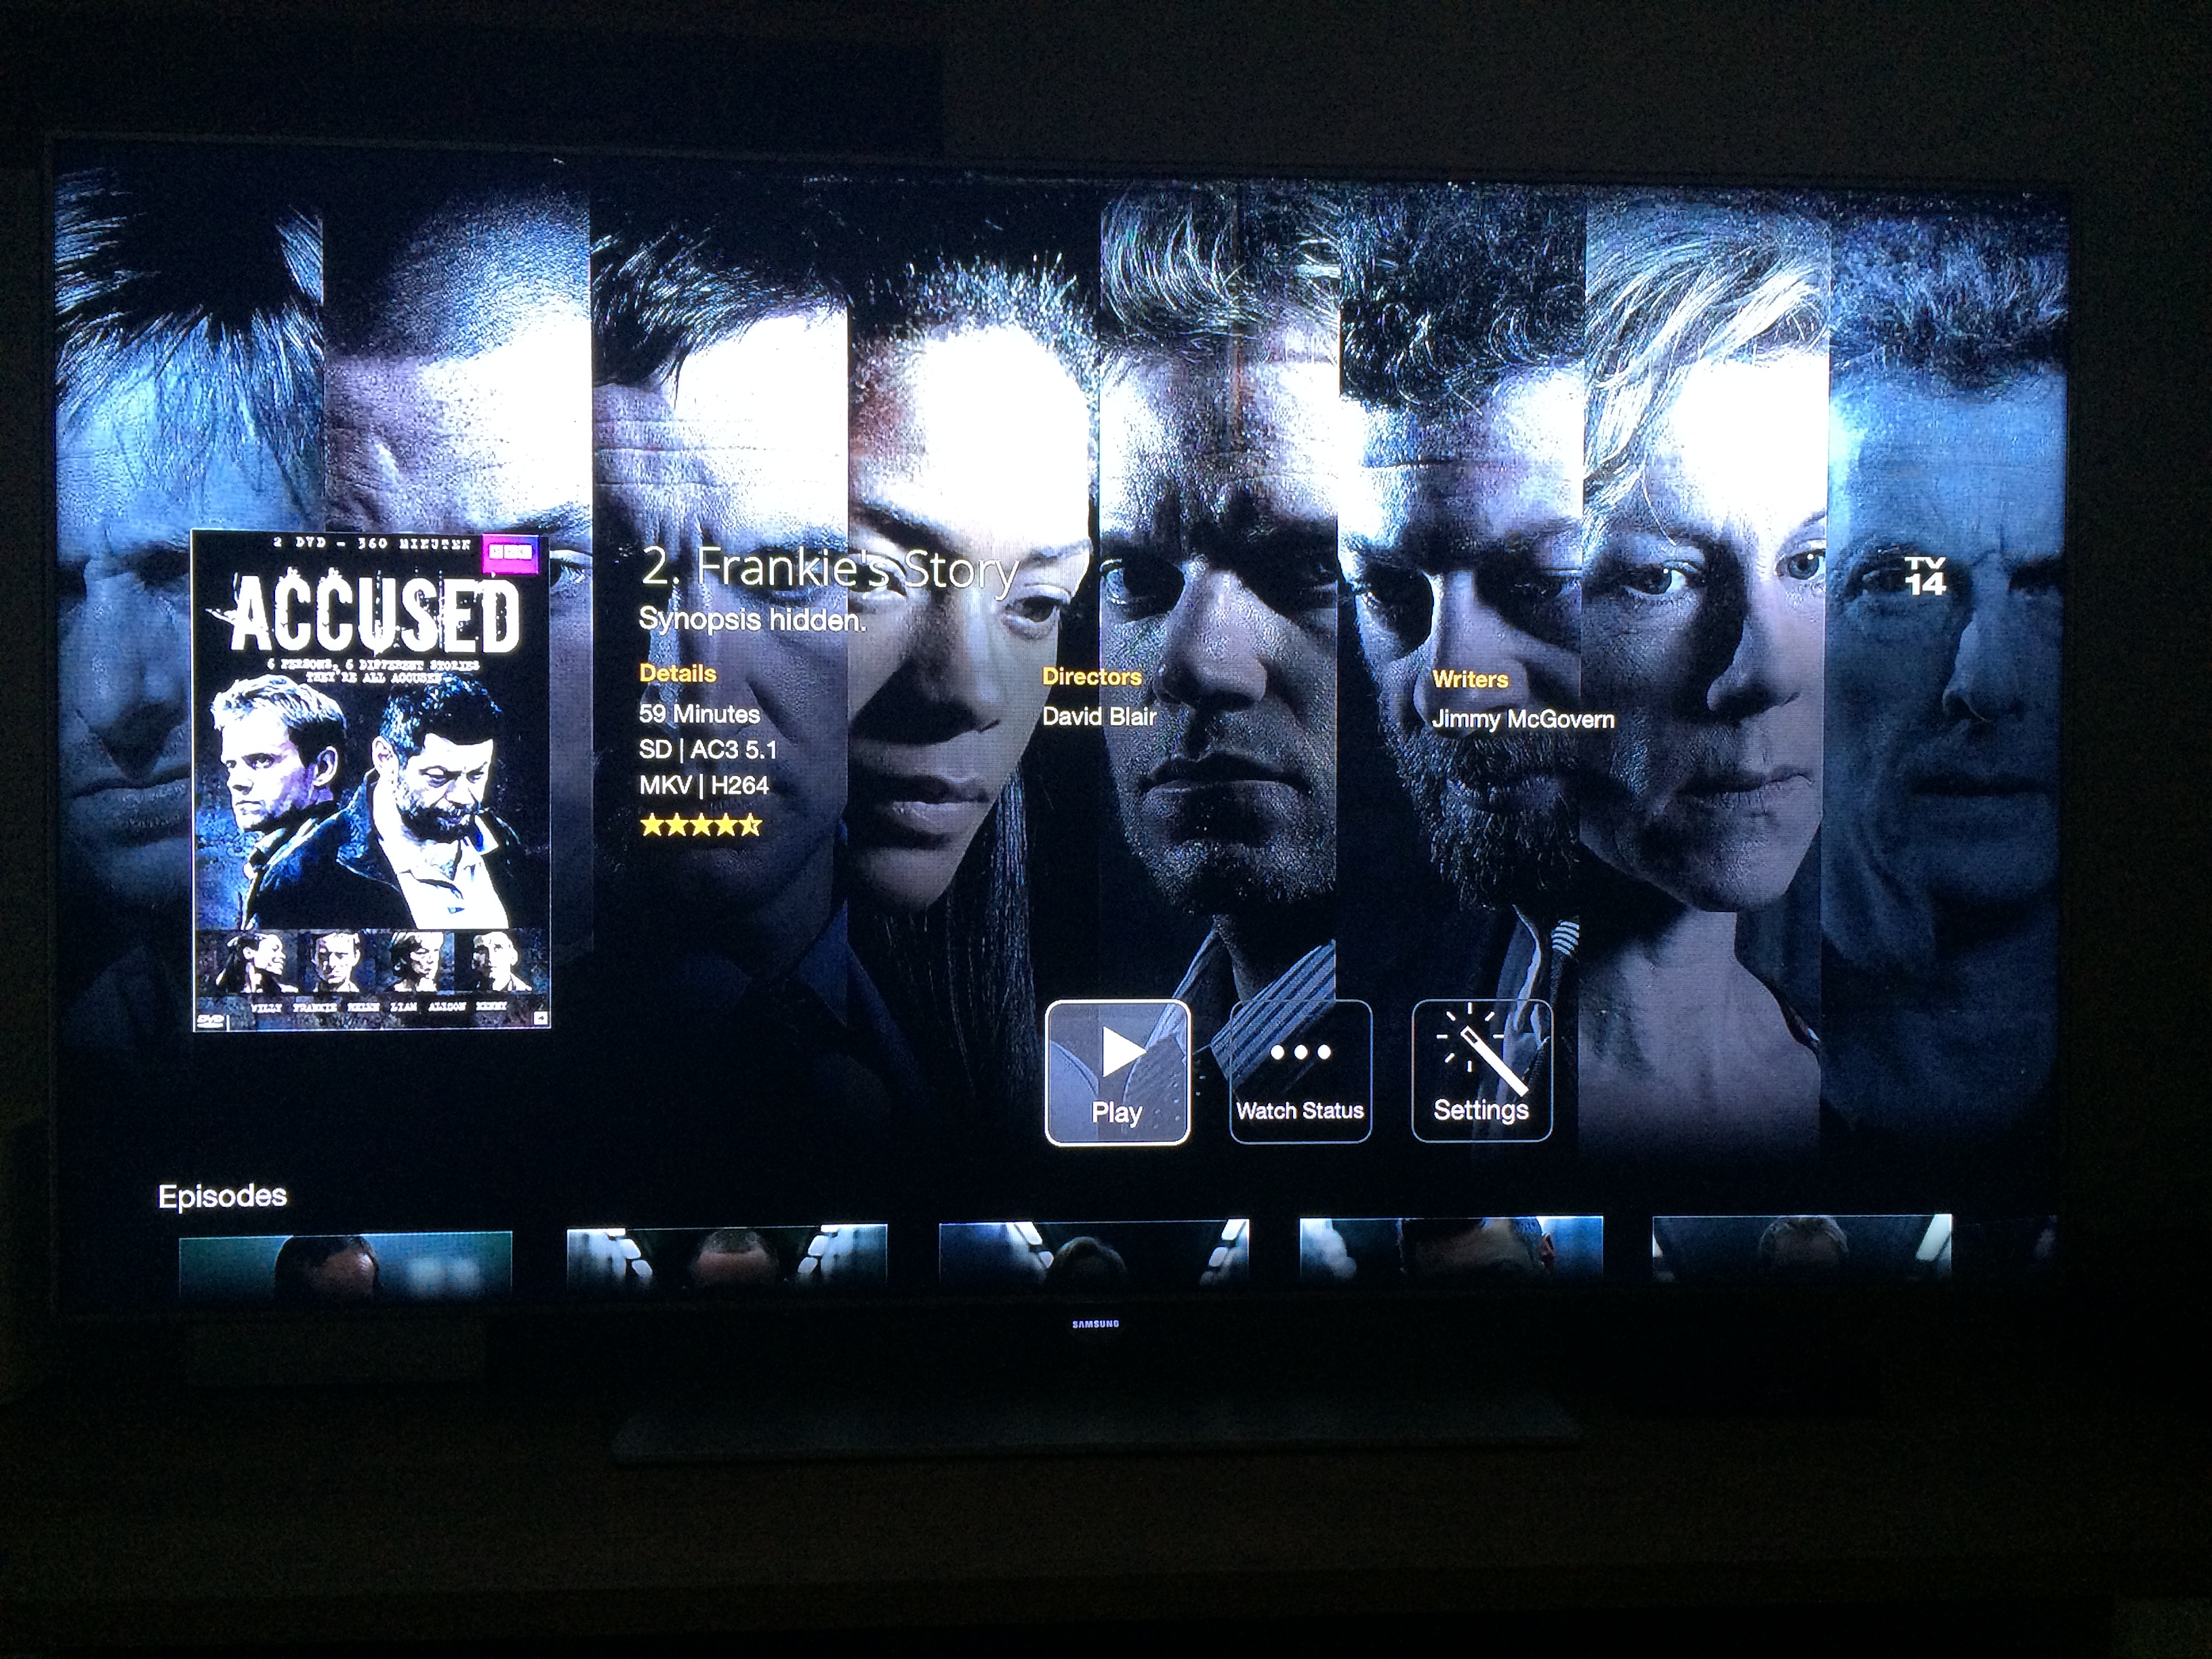 2 DVD - 360 MINUTEN
BBC
ACCUSED
6 PERSONS, 6 DIFFERENT STORIES
THEY'RE ALL ACCUSED
WILLY FRANKIE HELEN LIAM ALISON KENNY
DVD
2. Frankie's Story
Synopsis hidden.
TV
14
Details
Directors
Writers
59 Minutes
David Blair
Jimmy McGovern
SD | AC3 5.1
MKV | H264
Play
Watch Status
Settings
Episodes
SAMSUNG